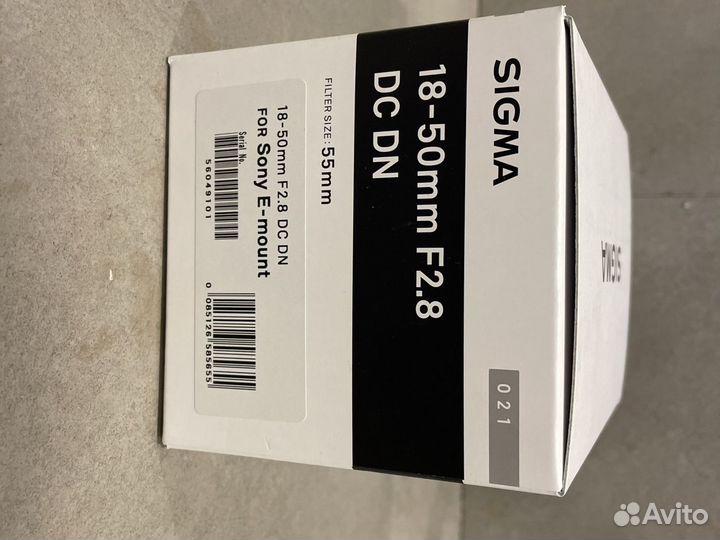 SIGMA
021
18-50mm F2.8
DC DN
FILTER SIZE: 55mm
18-50mm F2.8 DC DN
FOR Sony E-mount
Serial No.
56049101
0 085126 585655
SIGMA
Avito